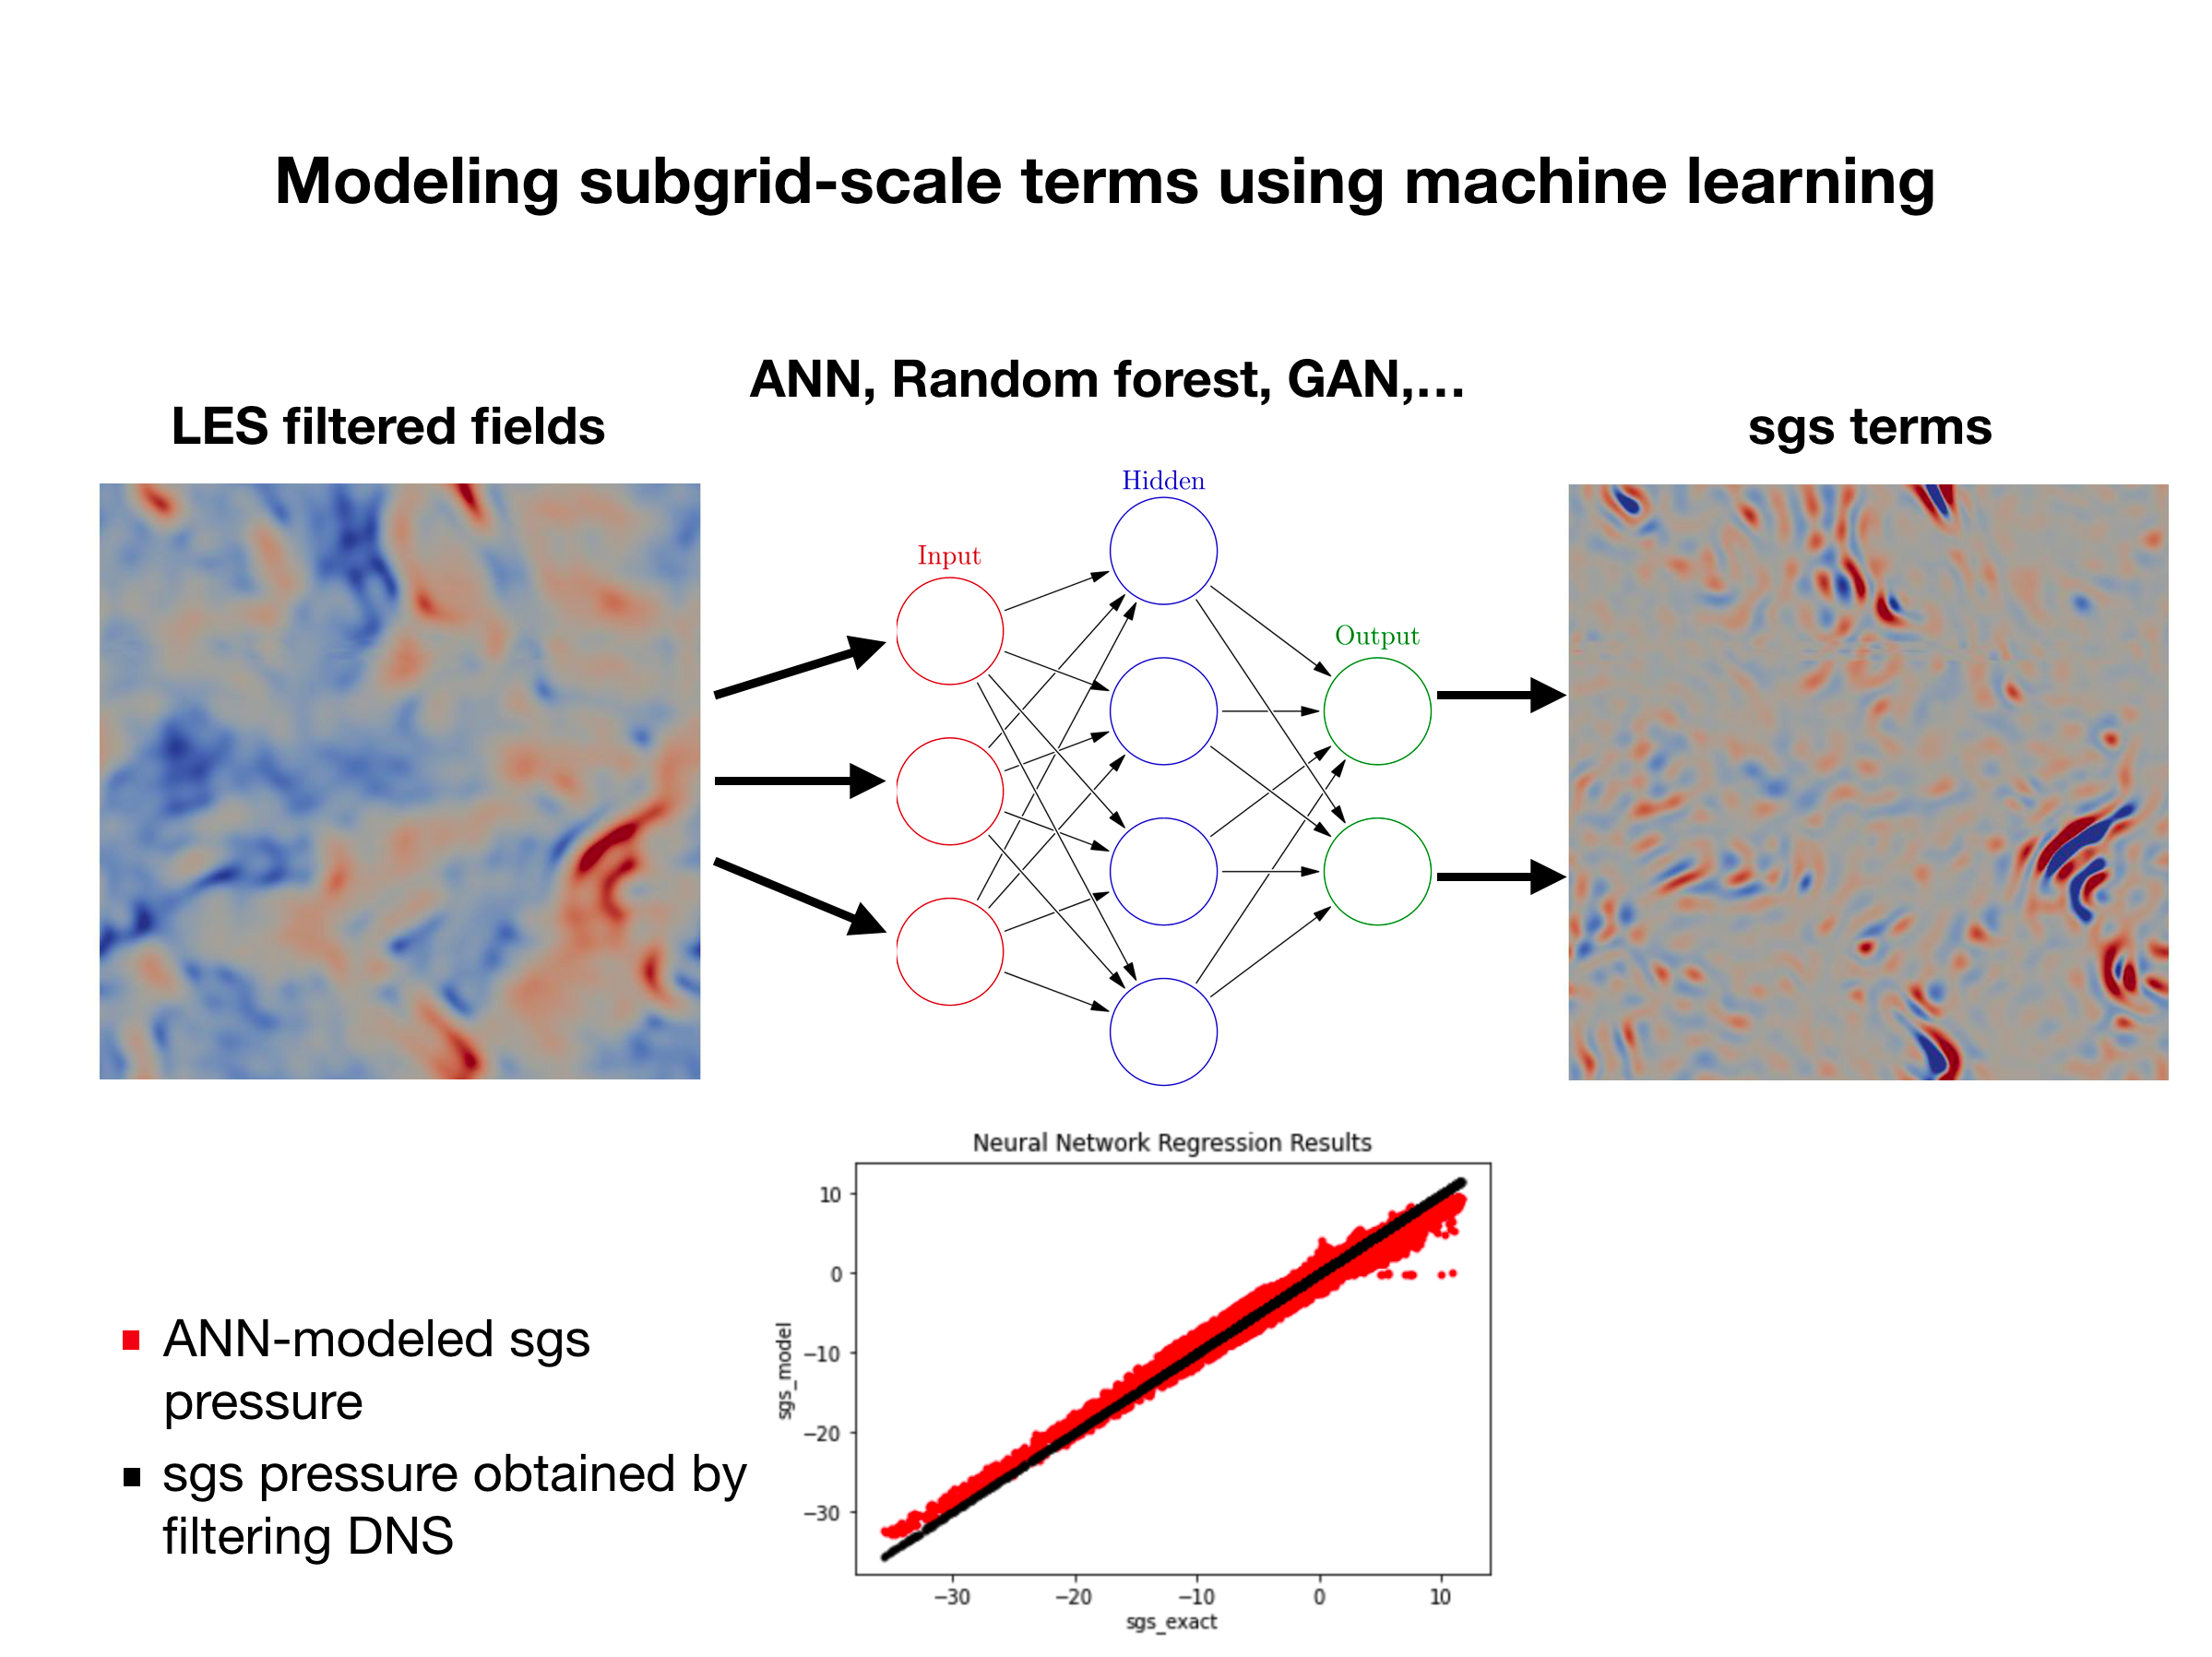 Modeling subgrid-scale terms using machine learning
ANN, Random forest, GAN,...
LES filtered fields
sgs terms
Hidden
Input
Output
Neural Network Regression Results
10
0
−10
−20
−30
sgs_model
−30
−20
−10
0
10
sgs_exact
ANN-modeled sgs
pressure
sgs pressure obtained by
filtering DNS